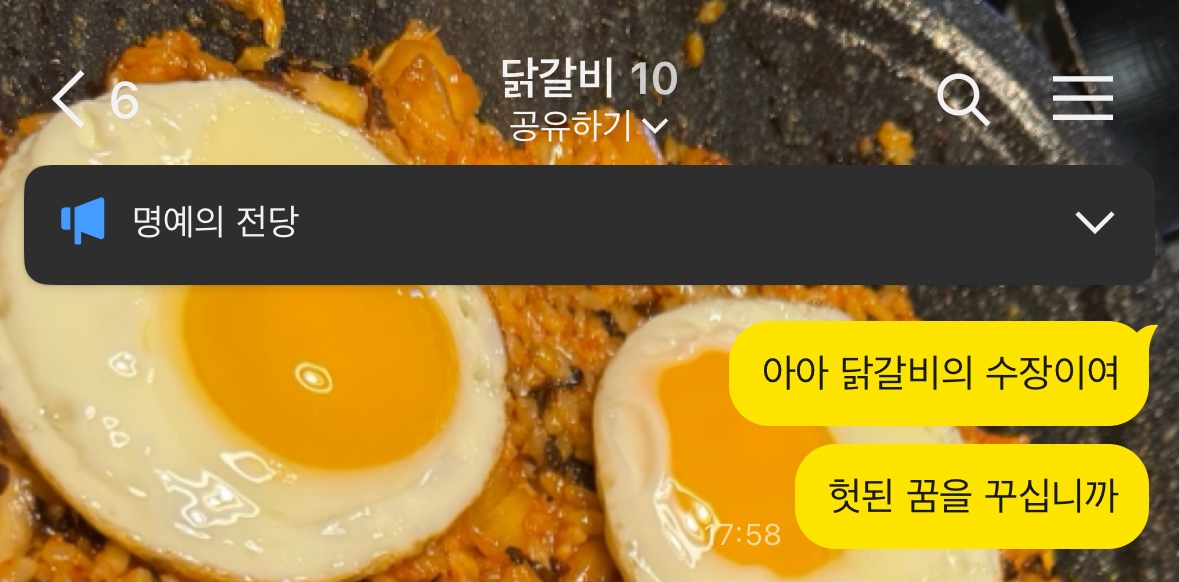 6
닭갈비 10
공유하기
명예의 전당
아아 닭갈비의 수장이여
헛된 꿈을 꾸십니까
17:58